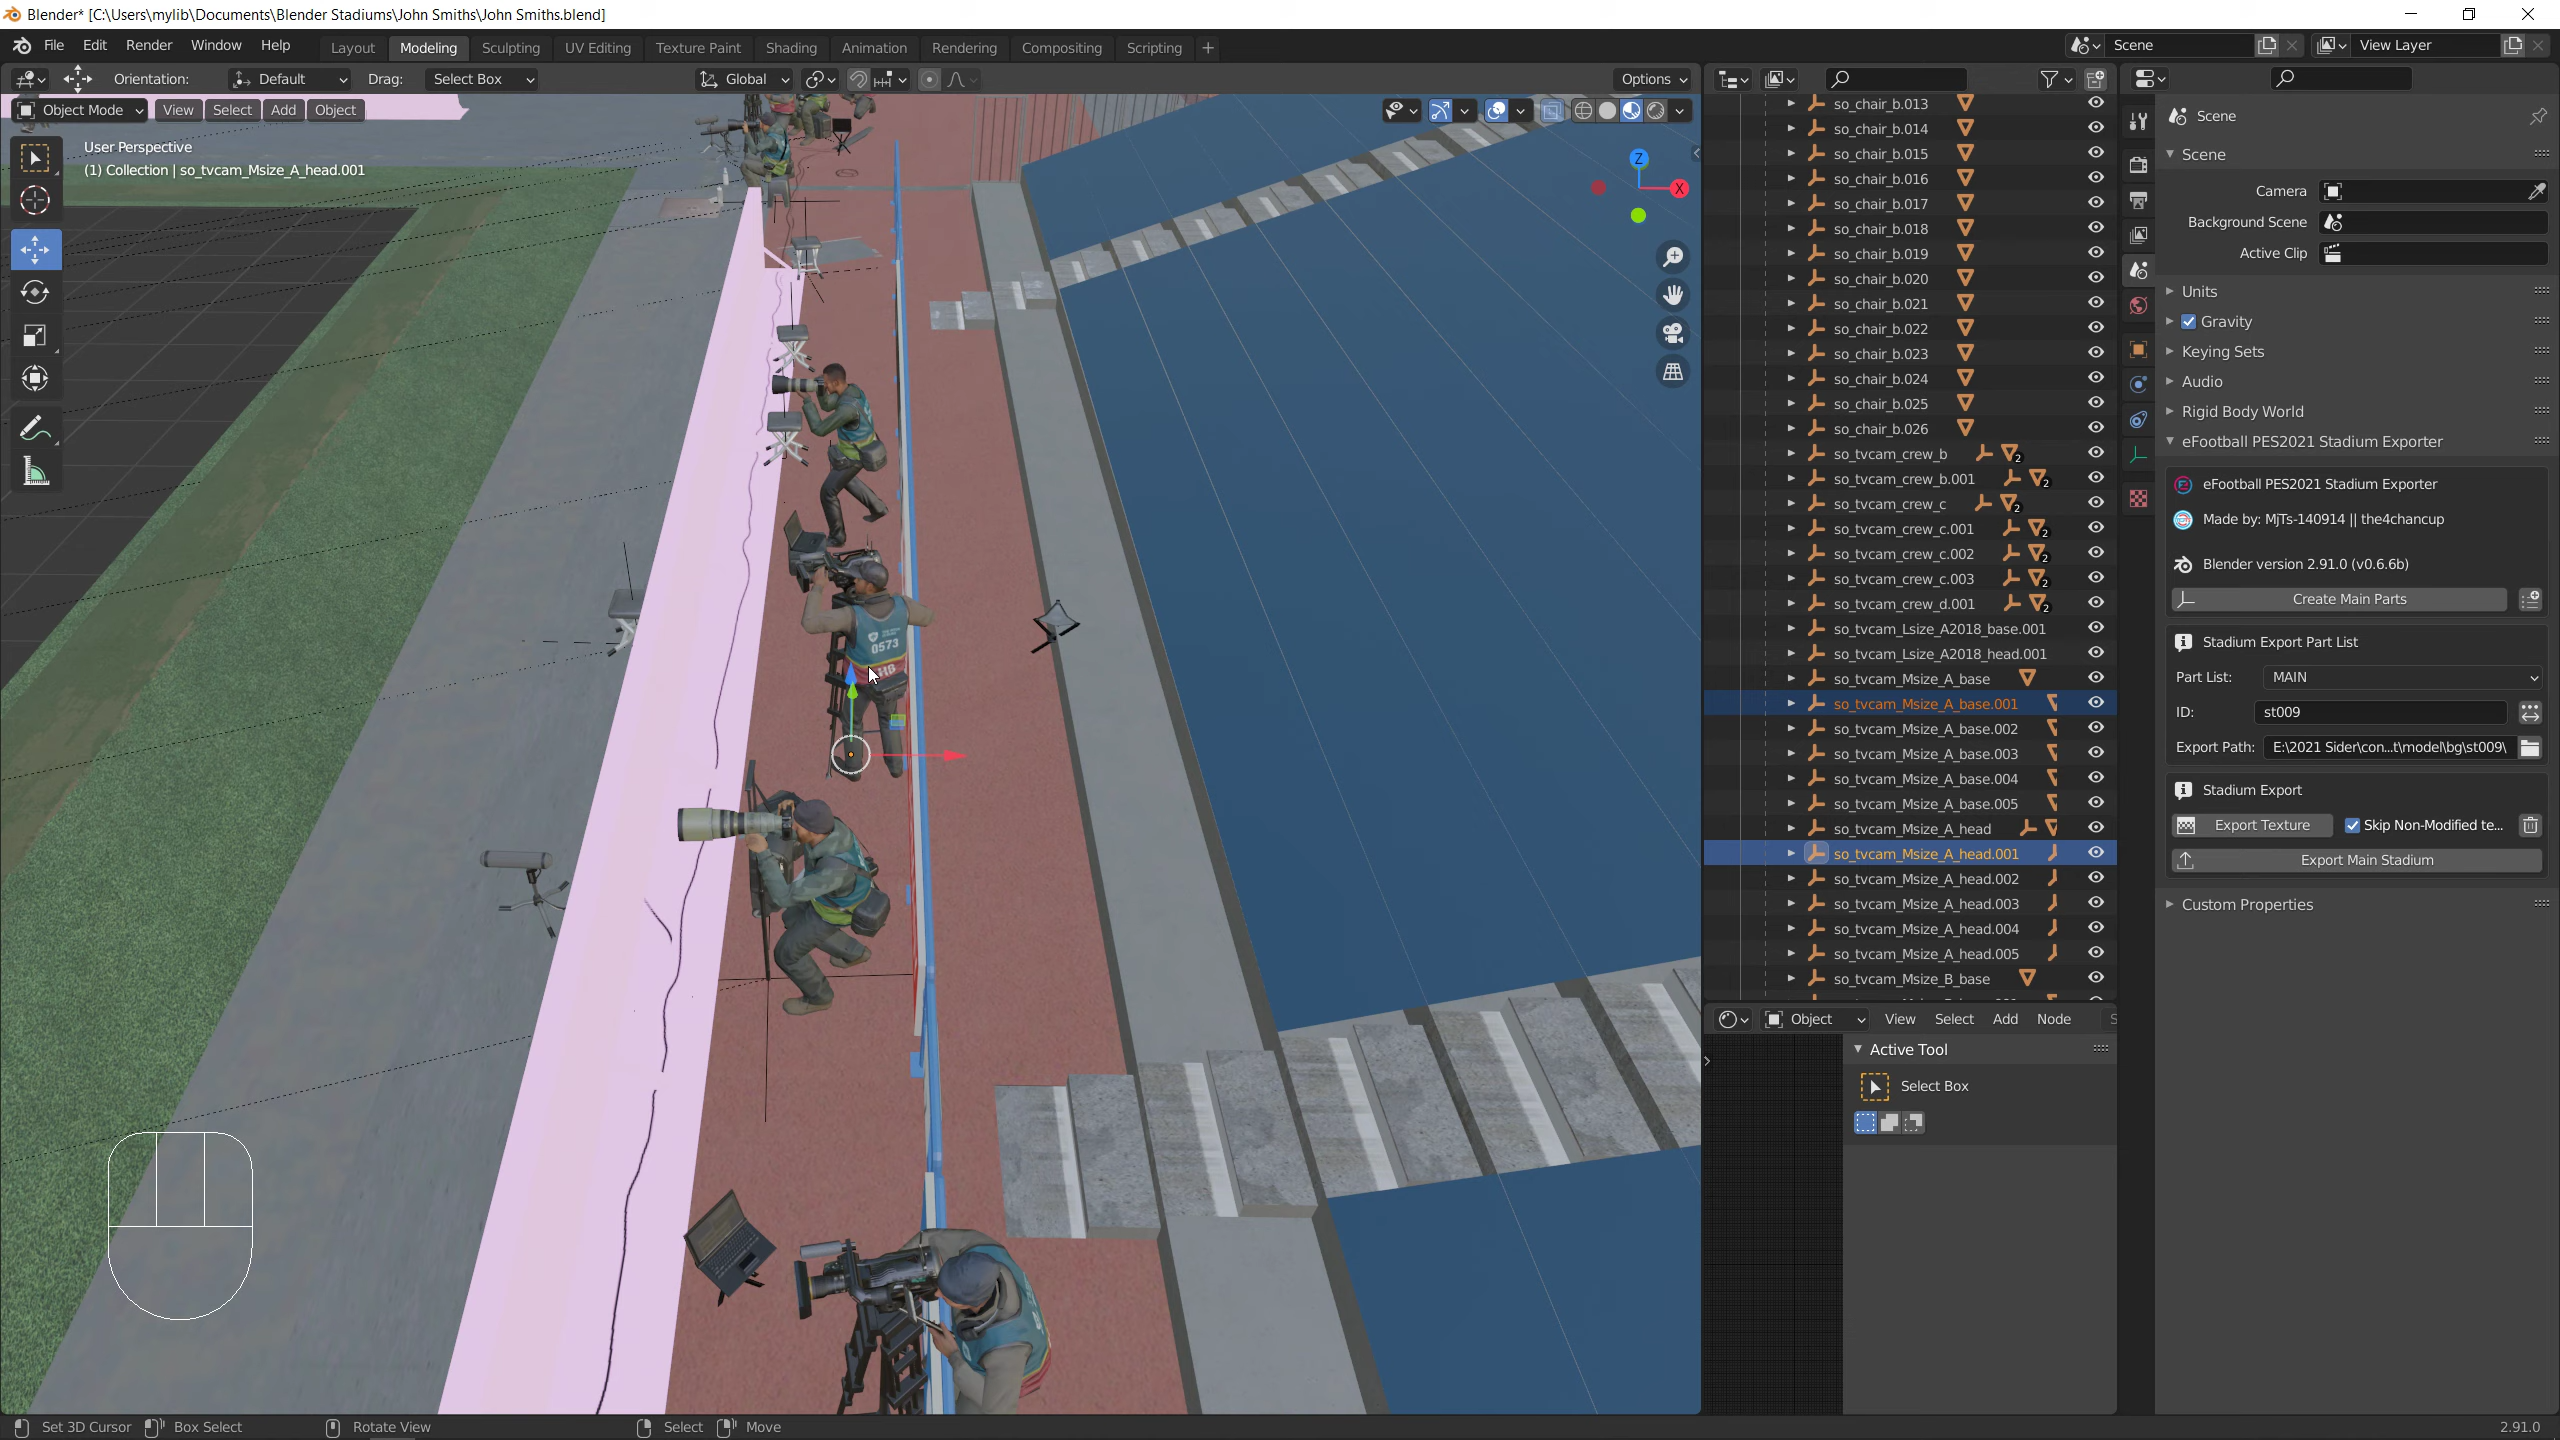 Blender* [C:\Users\mylib\Documents\Blender Stadiums\John Smiths\John Smiths.blend]
File Edit Render Window Help Layout Modeling Sculpting UV Editing Texture Paint Shading Animation Rendering Compositing Scripting + Scene View Layer
Orientation: Default Drag: Select Box Global Options
Object Mode View Select Add Object
User Perspective
(1) Collection | so_tvcam_Msize_A_head.001
Z
X
0573
so_chair_b.013
so_chair_b.014
so_chair_b.015
so_chair_b.016
so_chair_b.017
so_chair_b.018
so_chair_b.019
so_chair_b.020
so_chair_b.021
so_chair_b.022
so_chair_b.023
so_chair_b.024
so_chair_b.025
so_chair_b.026
so_tvcam_crew_b 2
so_tvcam_crew_b.001 2
so_tvcam_crew_c 2
so_tvcam_crew_c.001 2
so_tvcam_crew_c.002 2
so_tvcam_crew_c.003 2
so_tvcam_crew_d.001 2
so_tvcam_Lsize_A2018_base.001
so_tvcam_Lsize_A2018_head.001
so_tvcam_Msize_A_base
so_tvcam_Msize_A_base.001
so_tvcam_Msize_A_base.002
so_tvcam_Msize_A_base.003
so_tvcam_Msize_A_base.004
so_tvcam_Msize_A_base.005
so_tvcam_Msize_A_head
so_tvcam_Msize_A_head.001
so_tvcam_Msize_A_head.002
so_tvcam_Msize_A_head.003
so_tvcam_Msize_A_head.004
so_tvcam_Msize_A_head.005
so_tvcam_Msize_B_base
Object View Select Add Node
Active Tool
Select Box
Scene
Scene
Camera
Background Scene
Active Clip
Units
Gravity
Keying Sets
Audio
Rigid Body World
eFootball PES2021 Stadium Exporter
eFootball PES2021 Stadium Exporter
Made by: MjTs-140914 || the4chancup
Blender version 2.91.0 (v0.6.6b)
Create Main Parts
Stadium Export Part List
Part List: MAIN
ID: st009
Export Path: E:\2021 Sider\con...t\model\bg\st009\
Stadium Export
Export Texture Skip Non-Modified te...
Export Main Stadium
Custom Properties
Set 3D Cursor Box Select Rotate View Select Move 2.91.0